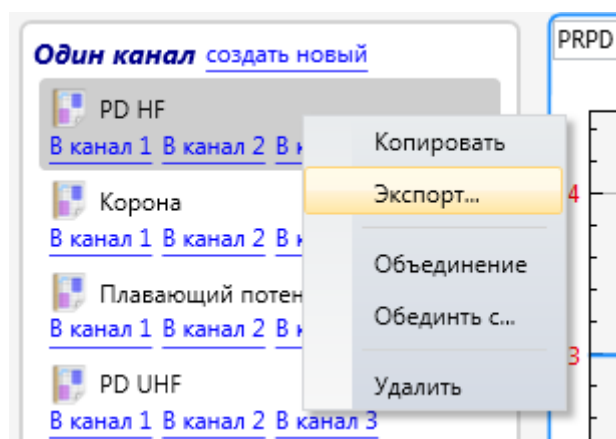 Один канал создать новый
PD HF
В канал 1 В канал 2 В
Корона
В канал 1 В канал 2 В
Плавающий потен
В канал 1 В канал 2 В
PD UHF
В канал 1 В канал 2 В канал 3
Копировать
Экспорт...
Объединение
Обединть с...
Удалить
PRPD
4
3